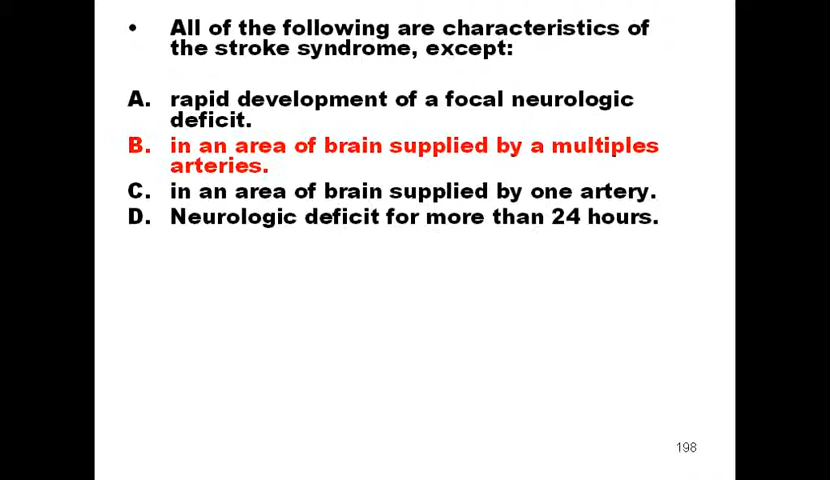 • All of the following are characteristics of
the stroke syndrome, except:
A. rapid development of a focal neurologic
deficit.
B. in an area of brain supplied by a multiples
arteries.
C. in an area of brain supplied by one artery.
D. Neurologic deficit for more than 24 hours.
198